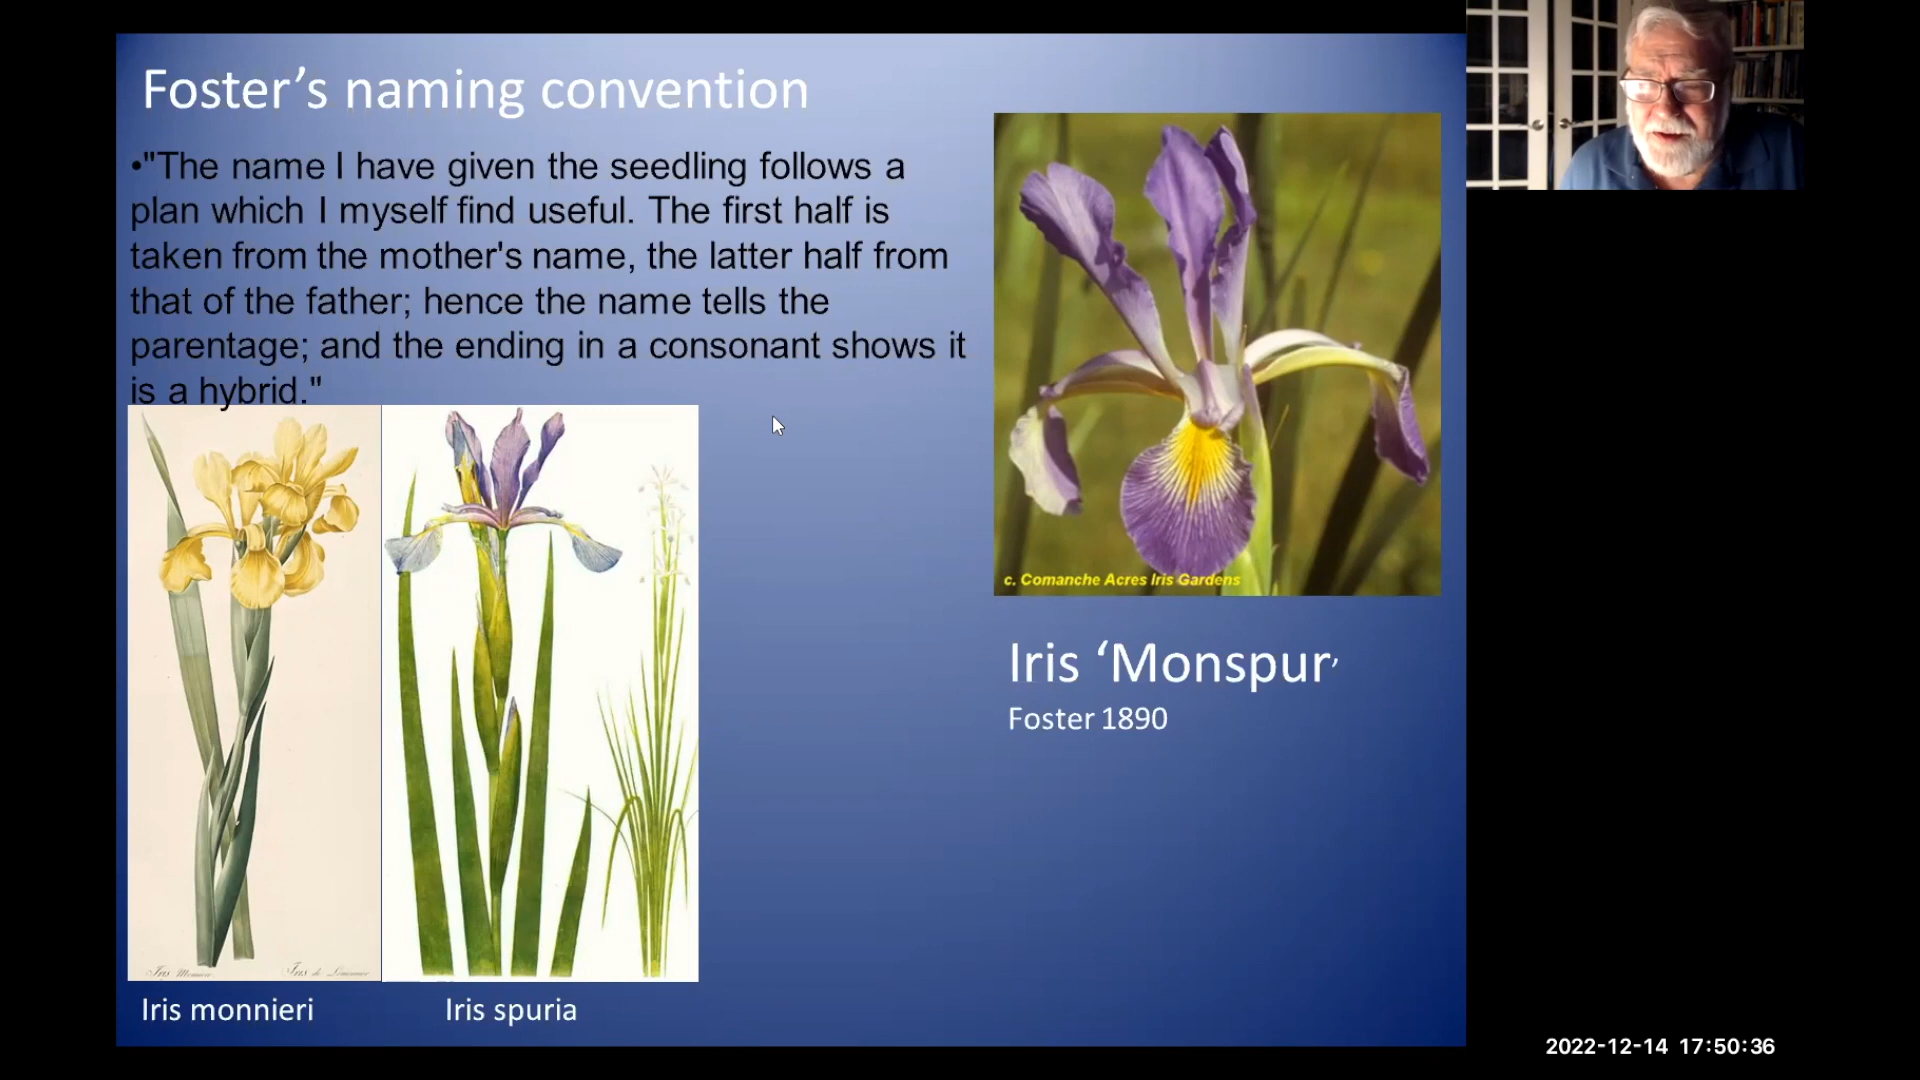 Foster’s naming convention
•"The name I have given the seedling follows a
plan which I myself find useful. The first half is
taken from the mother's name, the latter half from
that of the father; hence the name tells the
parentage; and the ending in a consonant shows it
is a hybrid."
c. Comanche Acres Iris Gardens
Iris ‘Monspur’
Foster 1890
Iris monnieri
Iris spuria
2022-12-14 17:50:36